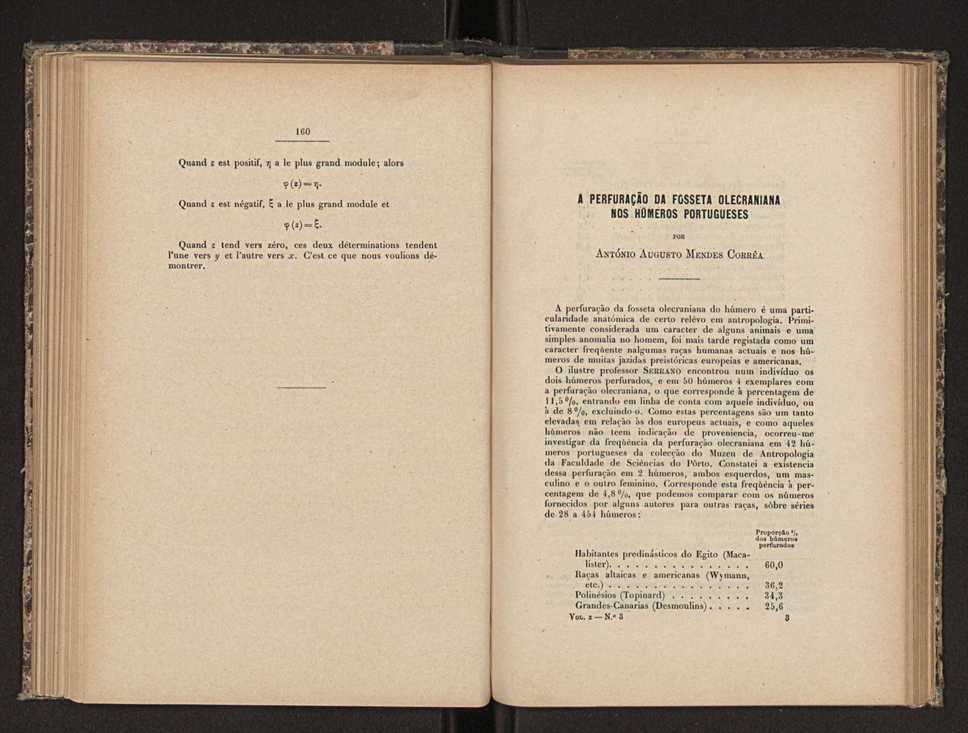 160
Quand ε est positif, η a le plus grand module; alors
φ (z) = η.
Quand ε est négatif, ξ a le plus grand module et
φ (z) = ξ.
Quand ε tend vers zéro, ces deux déterminations tendent
l'une vers y et l'autre vers x. C'est ce que nous voulions dé-
montrer.
A PERFURAÇÃO DA FOSSETA OLECRANIANA
NOS HÚMEROS PORTUGUESES
POR
ANTÓNIO AUGUSTO MENDES CORRÊA
A perfuração da fosseta olecraniana do húmero é uma parti-
cularidade anatómica de certo relêvo em antropologia. Primi-
tivamente considerada um caracter de alguns animais e uma
simples anomalia no homem, foi mais tarde registada como um
caracter freqüente nalgumas raças humanas actuais e nos hú-
meros de muitas jazidas preistóricas europeias e americanas.
O ilustre professor SERRANO encontrou num indivíduo os
dois húmeros perfurados, e em 50 húmeros 4 exemplares com
a perfuração olecraniana, o que corresponde à percentagem de
11,5 %, entrando em linha de conta com aquele indivíduo, ou
à de 8 %, excluindo-o. Como estas percentagens são um tanto
elevadas em relação às dos europeus actuais, e como aqueles
húmeros não teem indicação de proveniencia, ocorreu-me
investigar da freqüência da perfuração olecraniana em 42 hú-
meros portugueses da colecção do Muzeu de Antropologia
da Faculdade de Sciências do Pôrto. Constatei a existencia
dessa perfuração em 2 húmeros, ambos esquerdos, um mas-
culino e o outro feminino. Corresponde esta freqüência à per-
centagem de 4,8 %, que podemos comparar com os números
fornecidos por alguns autores para outras raças, sôbre séries
de 28 a 454 húmeros:
Proporção %
dos húmeros
perfurados
Habitantes predinásticos do Egito (Maca-
lister). . . . . . . . . . . . . . . 60,0
Raças altaicas e americanas (Wymann,
etc.) . . . . . . . . . . . . . . . 36,2
Polinésios (Topinard) . . . . . . . . . 34,3
Grandes-Canarias (Desmoulins) . . . . . 25,6
VOL. X — N.º 3 3